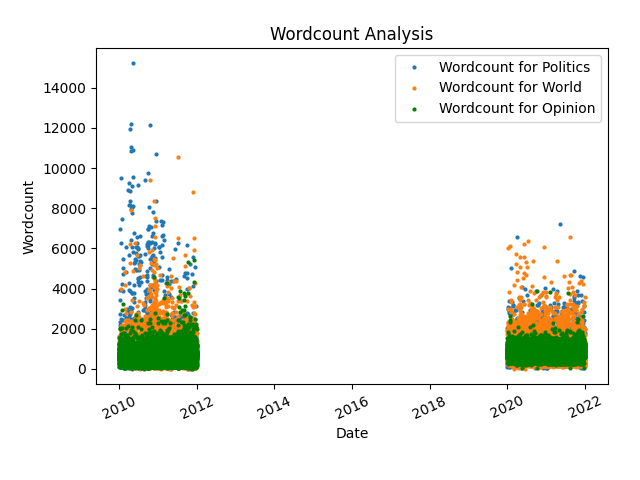 Wordcount Analysis
Wordcount for Politics
Wordcount for World
Wordcount for Opinion
14000
12000
10000
8000
6000
4000
2000
0
Wordcount
2010
2012
2014
2016
2018
2020
2022
Date